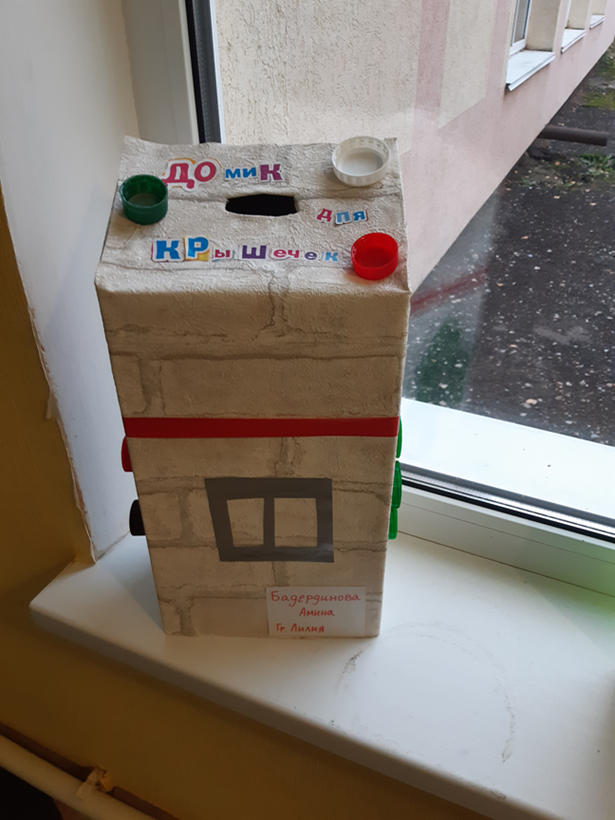 ДОмиК
для
КРыШечек
Бадердинова
Амина
Гр. Лилия